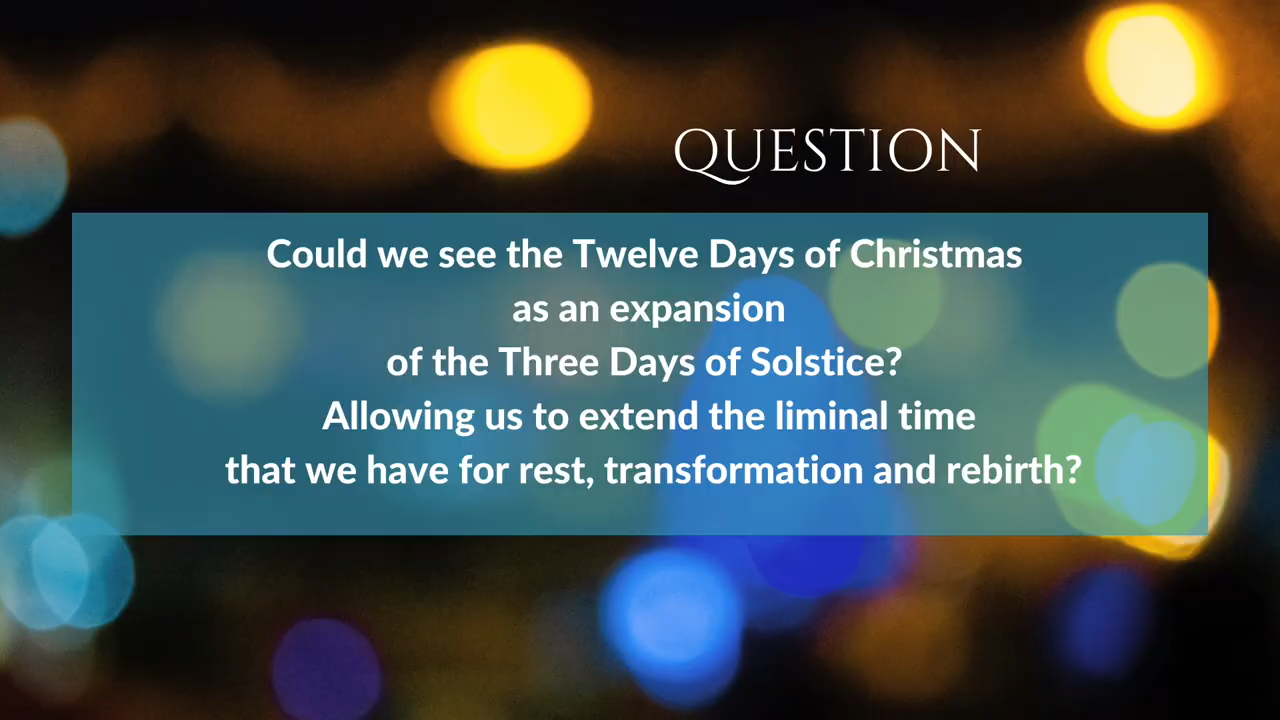 QUESTION
Could we see the Twelve Days of Christmas
as an expansion
of the Three Days of Solstice?
Allowing us to extend the liminal time
that we have for rest, transformation and rebirth?